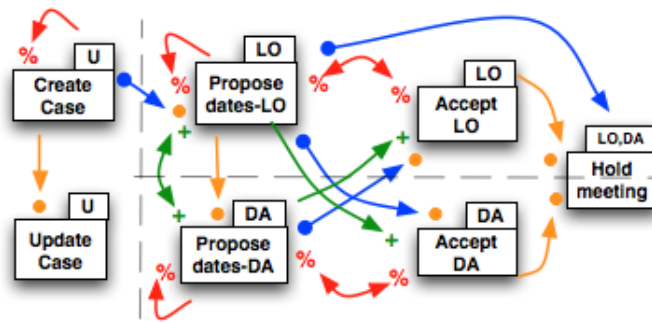 U
Create
Case
%
U
Update
Case
LO
Propose
dates-LO
%
%
+
DA
Propose
dates-DA
+
%
%
LO
Accept
LO
%
+
DA
Accept
DA
+
%
LO,DA
Hold
meeting